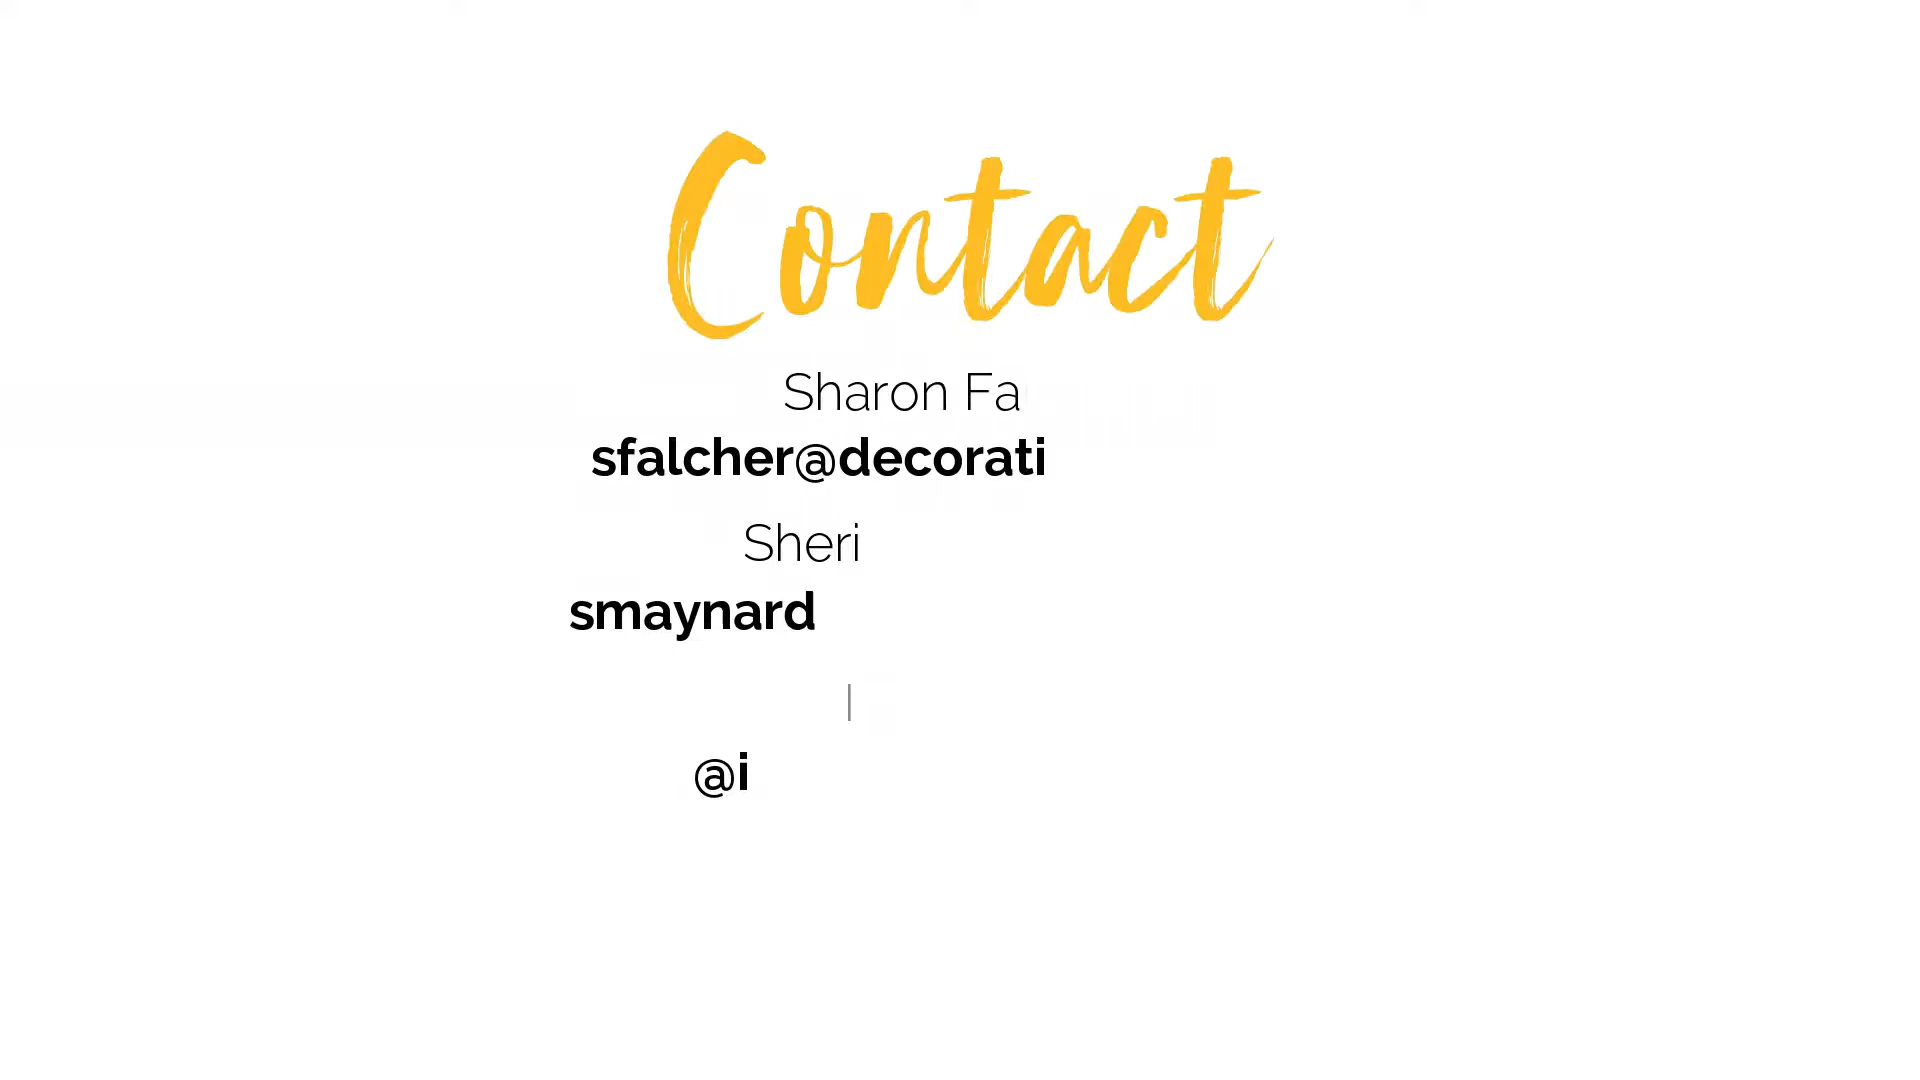 Contact
Sharon Fa
sfalcher@decorati
Sheri
smaynard
|
@i